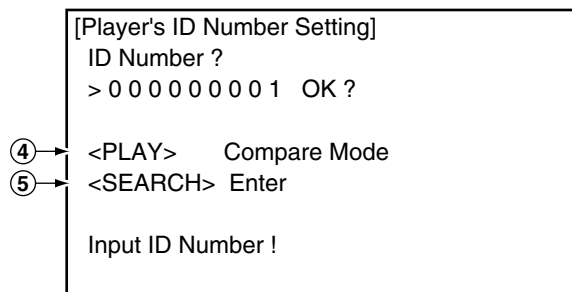 [Player's ID Number Setting]
ID Number ?
> 0 0 0 0 0 0 0 0 1 OK ?
④ <PLAY> Compare Mode
⑤ <SEARCH> Enter
Input ID Number !